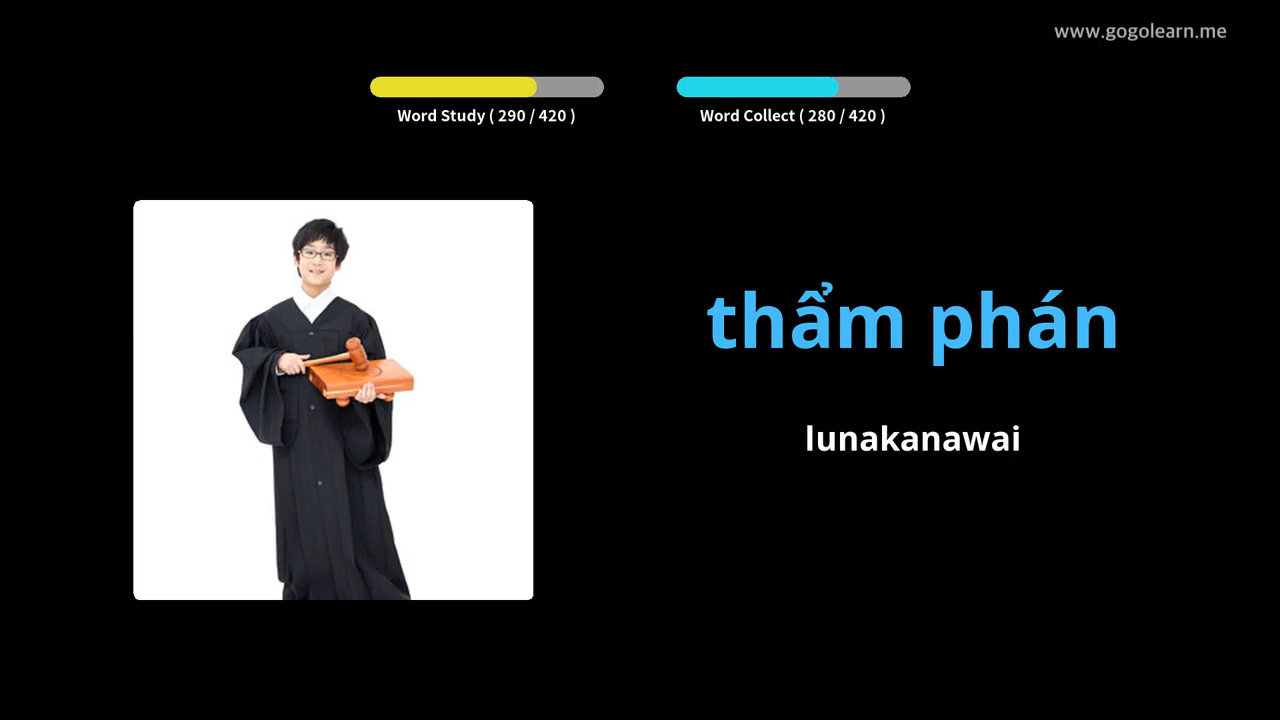 www.gogolearn.me
Word Study ( 290 / 420 )
Word Collect ( 280 / 420 )
thẩm phán
lunakanawai